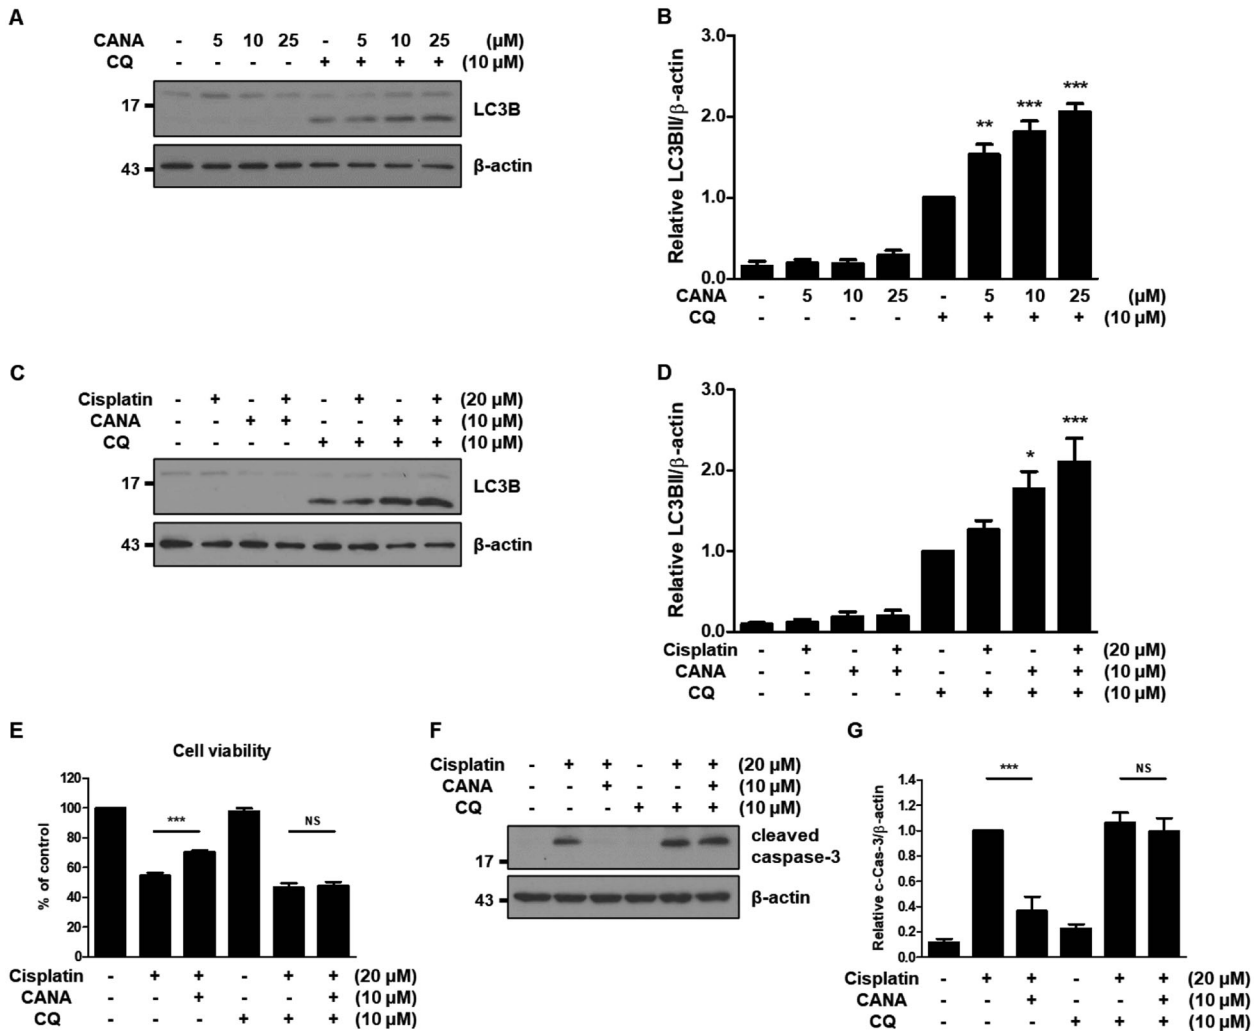 A
CANA - 5 10 25 - 5 10 25 (µM)
CQ - - - - + + + + (10 µM)
17 LC3B
43 β-actin
B
Relative LC3BII/β-actin
3.0
2.0
1.0
0.0
** *** ***
CANA - 5 10 25 - 5 10 25 (µM)
CQ - - - - + + + + (10 µM)
C
Cisplatin - + - + - + - + (20 µM)
CANA - - + + - - + + (10 µM)
CQ - - - - + + + + (10 µM)
17 LC3B
43 β-actin
D
Relative LC3BII/β-actin
3.0
2.0
1.0
0.0
* ***
Cisplatin - + - + - + - + (20 µM)
CANA - - + + - - + + (10 µM)
CQ - - - - + + + + (10 µM)
E
Cell viability
% of control
120
100
80
60
40
20
0
*** NS
Cisplatin - + + - + + (20 µM)
CANA - - + - - + (10 µM)
CQ - - - + + + (10 µM)
F
Cisplatin - + + - + + (20 µM)
CANA - - + - - + (10 µM)
CQ - - - + + + (10 µM)
cleaved
17 caspase-3
43 β-actin
G
Relative c-Cas-3/β-actin
1.4
1.2
1.0
0.8
0.6
0.4
0.2
0.0
*** NS
Cisplatin - + + - + + (20 µM)
CANA - - + - - + (10 µM)
CQ - - - + + + (10 µM)